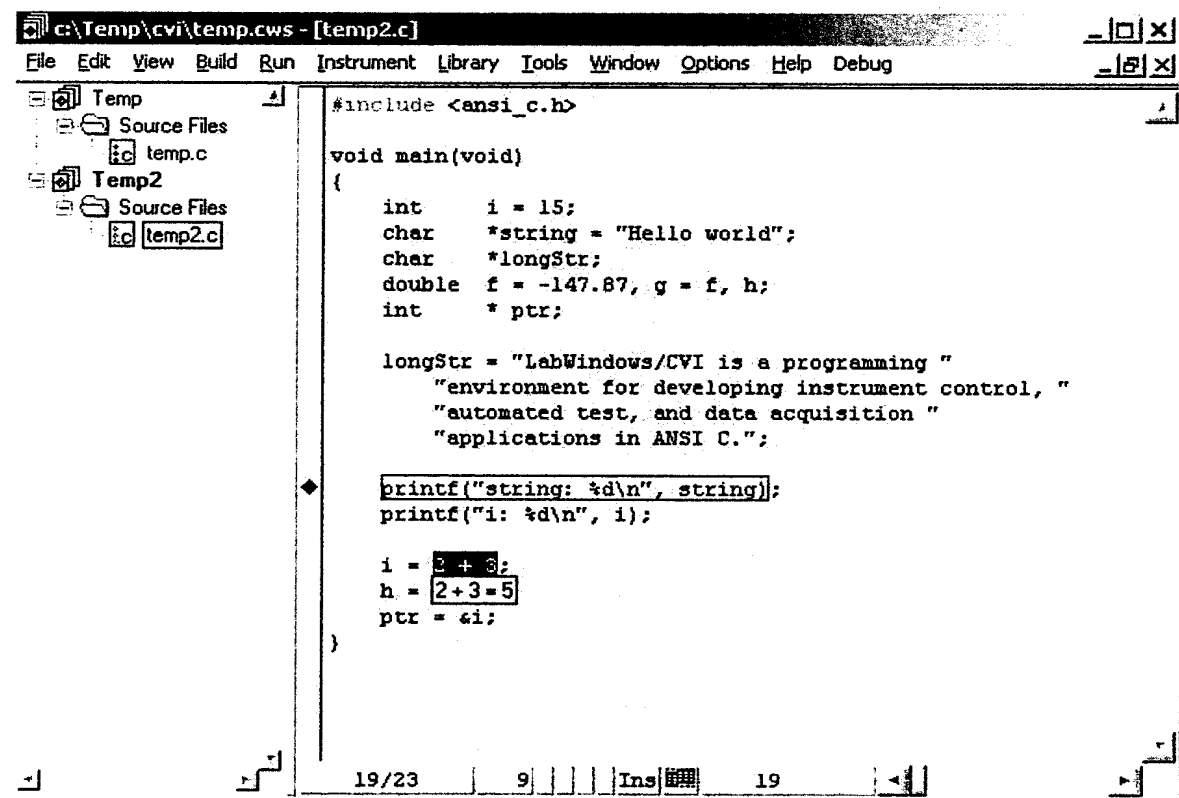 c:\Temp\cvi\temp.cws - [temp2.c]
File Edit View Build Run Instrument Library Tools Window Options Help Debug
Temp
Source Files
temp.c
Temp2
Source Files
temp2.c
#include <ansi_c.h>
void main(void)
{
int i = 15;
char *string = "Hello world";
char *longStr;
double f = -147.87, g = f, h;
int * ptr;
longStr = "LabWindows/CVI is a programming "
"environment for developing instrument control, "
"automated test, and data acquisition "
"applications in ANSI C.";
printf("string: %d\n", string);
printf("i: %d\n", i);
i = 2 + 3;
h = 2+3=5
ptr = &i;
}
19/23 9 Ins 19